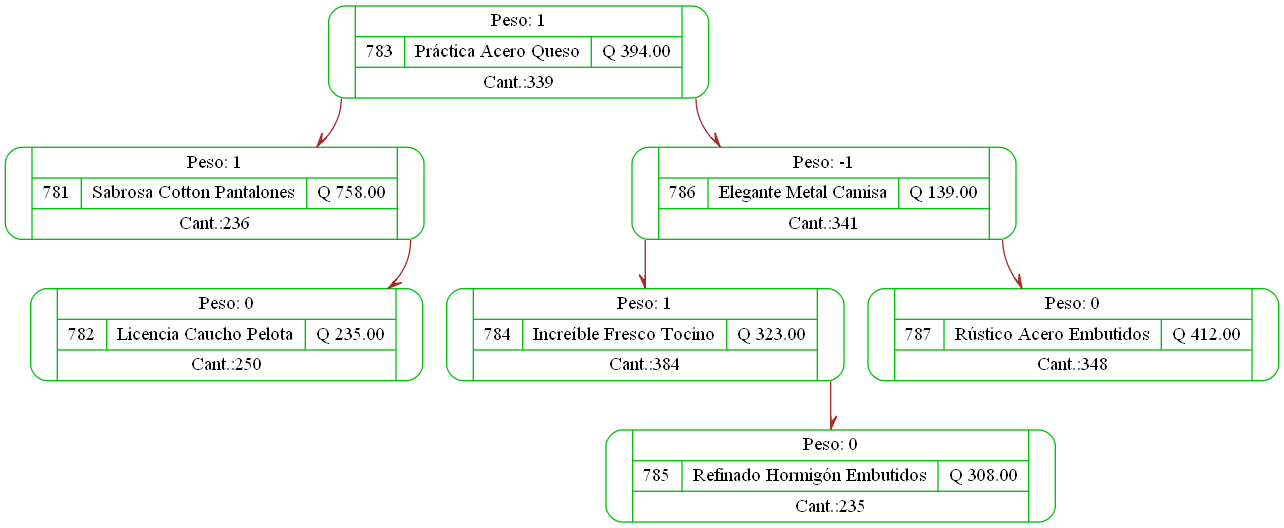 Peso: 1
783 Práctica Acero Queso Q 394.00
Cant.:339
Peso: 1
781 Sabrosa Cotton Pantalones Q 758.00
Cant.:236
Peso: -1
786 Elegante Metal Camisa Q 139.00
Cant.:341
Peso: 0
782 Licencia Caucho Pelota Q 235.00
Cant.:250
Peso: 1
784 Increíble Fresco Tocino Q 323.00
Cant.:384
Peso: 0
787 Rústico Acero Embutidos Q 412.00
Cant.:348
Peso: 0
785 Refinado Hormigón Embutidos Q 308.00
Cant.:235